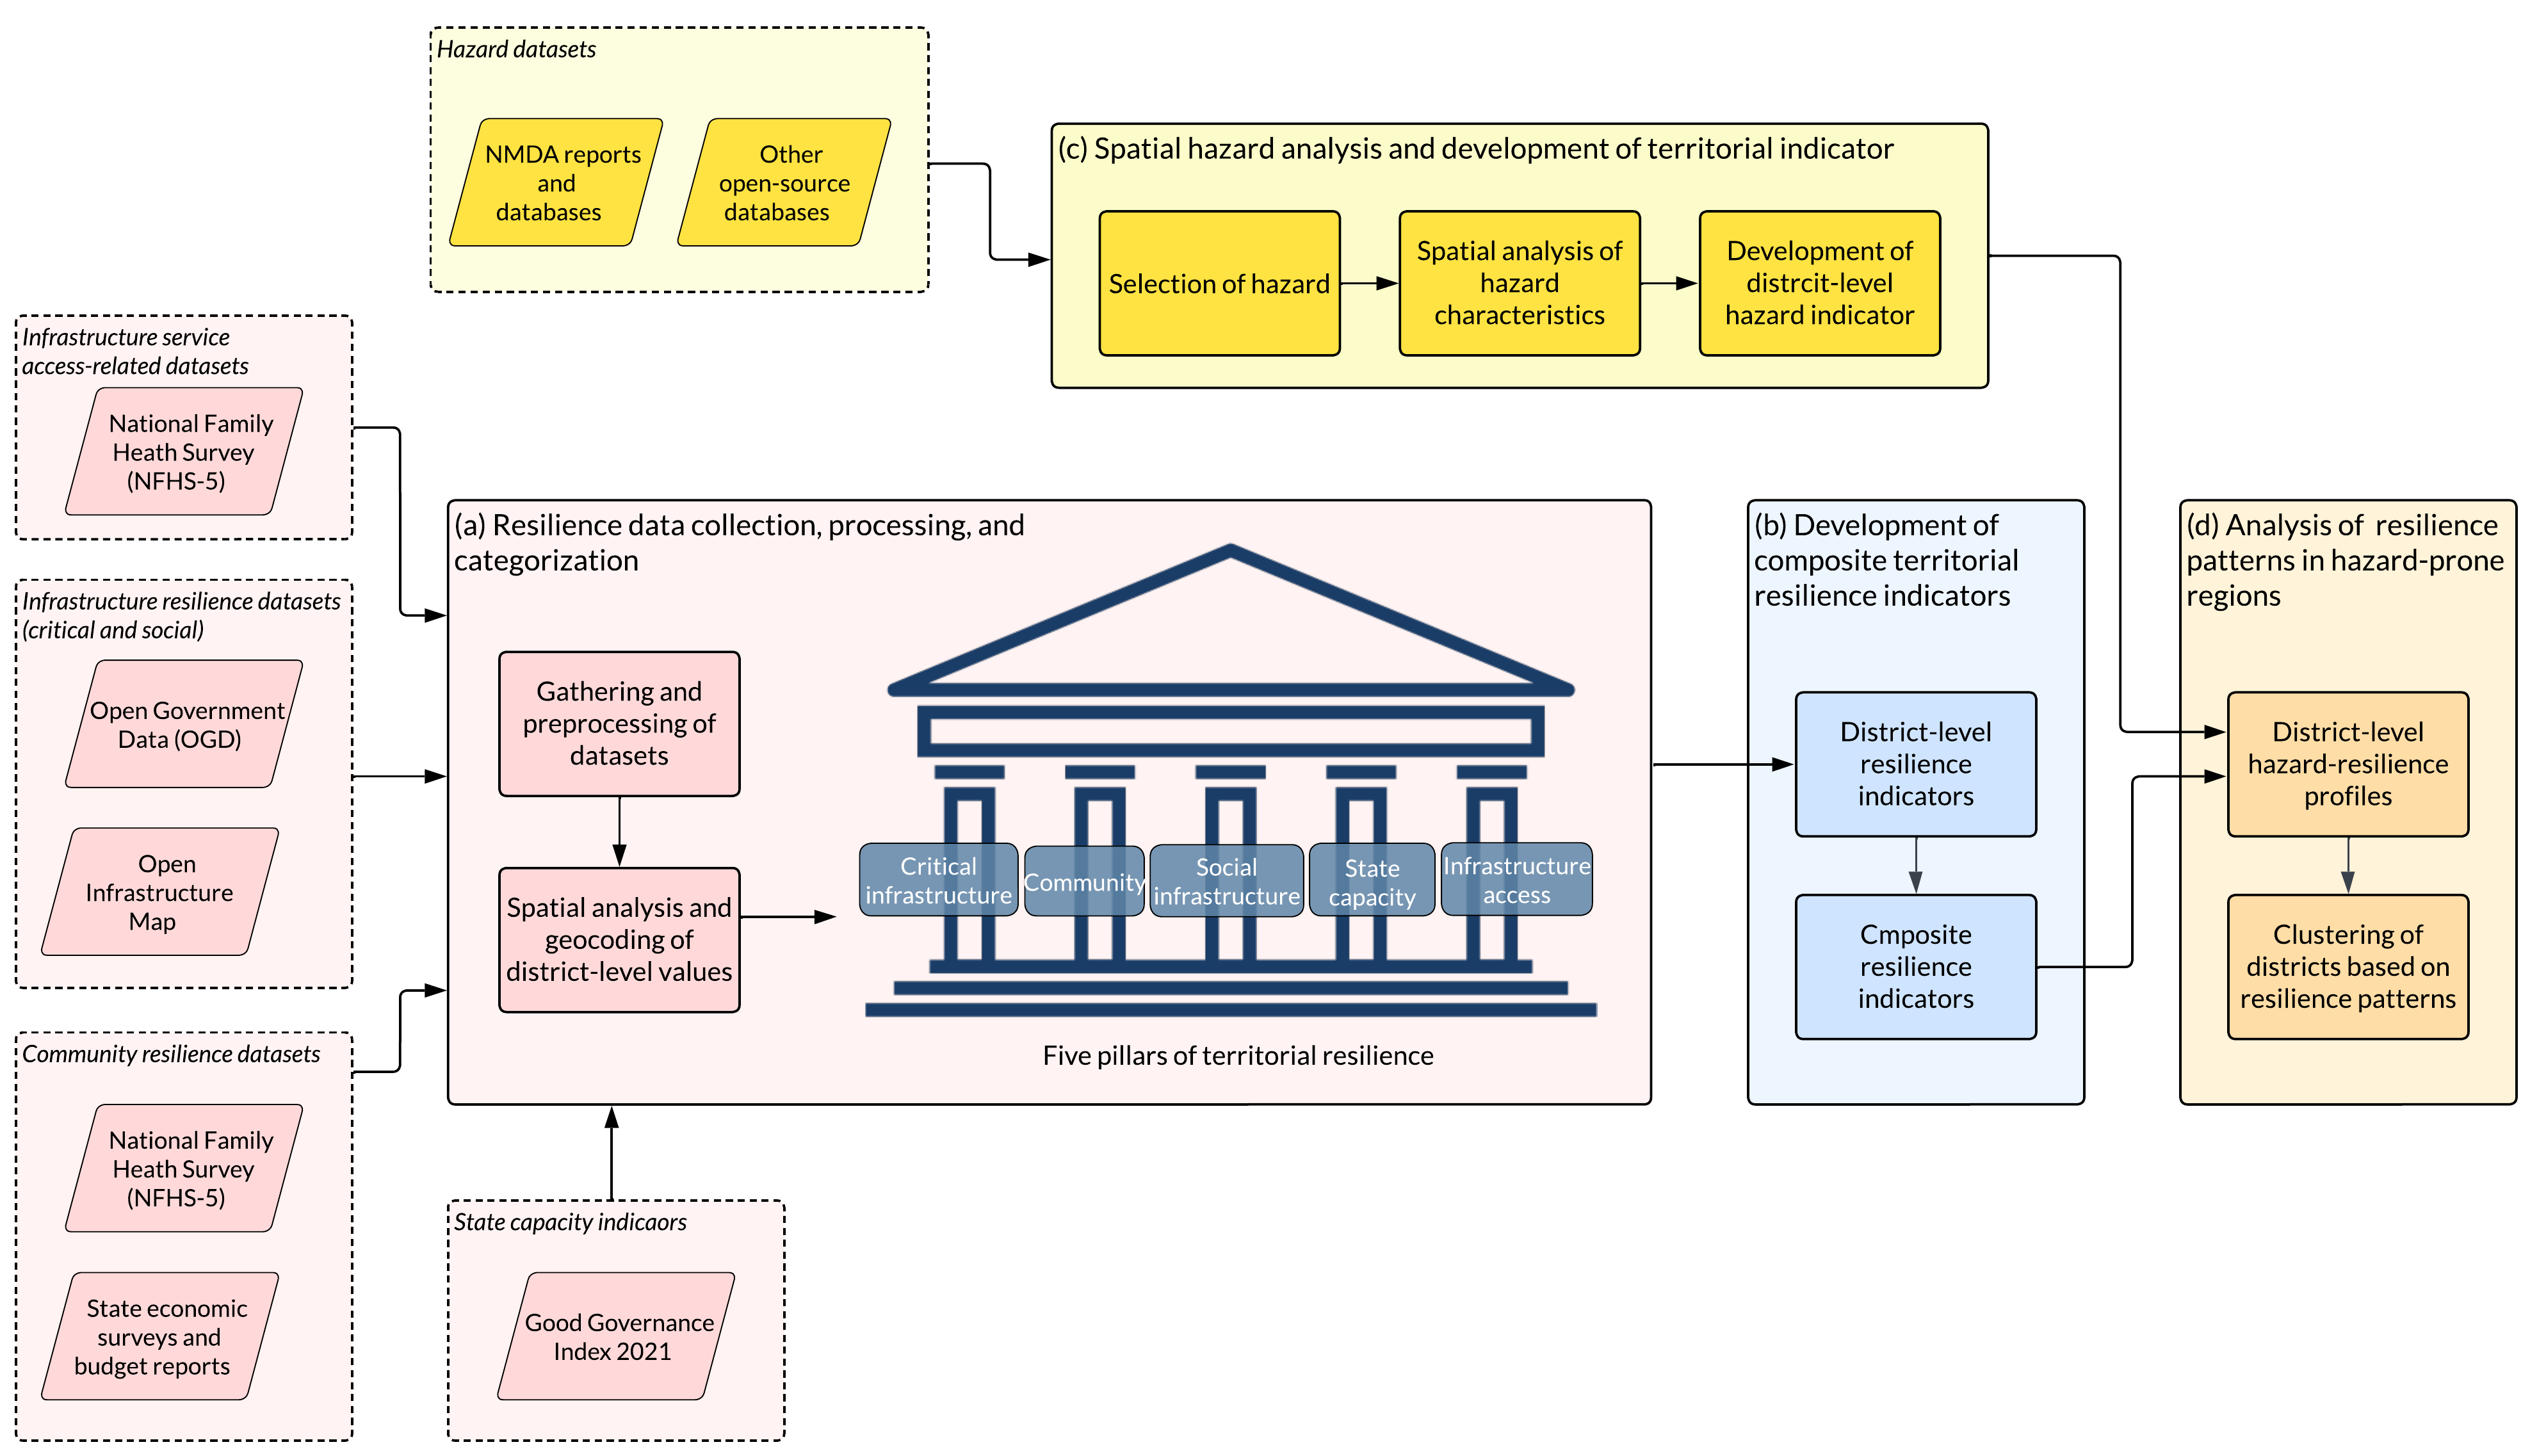 Hazard datasets
NMDA reports
and
databases
Other
open-source
databases
(c) Spatial hazard analysis and development of territorial indicator
Selection of hazard
Spatial analysis of
hazard
characteristics
Development of
distrcit-level
hazard indicator
Infrastructure service
access-related datasets
National Family
Heath Survey
(NFHS-5)
Infrastructure resilience datasets
(critical and social)
Open Government
Data (OGD)
Open
Infrastructure
Map
Community resilience datasets
National Family
Heath Survey
(NFHS-5)
State economic
surveys and
budget reports
State capacity indicaors
Good Governance
Index 2021
(a) Resilience data collection, processing, and
categorization
Gathering and
preprocessing of
datasets
Spatial analysis and
geocoding of
district-level values
Critical
infrastructure
Community
Social
infrastructure
State
capacity
Infrastructure
access
Five pillars of territorial resilience
(b) Development of
composite territorial
resilience indicators
District-level
resilience
indicators
Cmposite
resilience
indicators
(d) Analysis of resilience
patterns in hazard-prone
regions
District-level
hazard-resilience
profiles
Clustering of
districts based on
resilience patterns